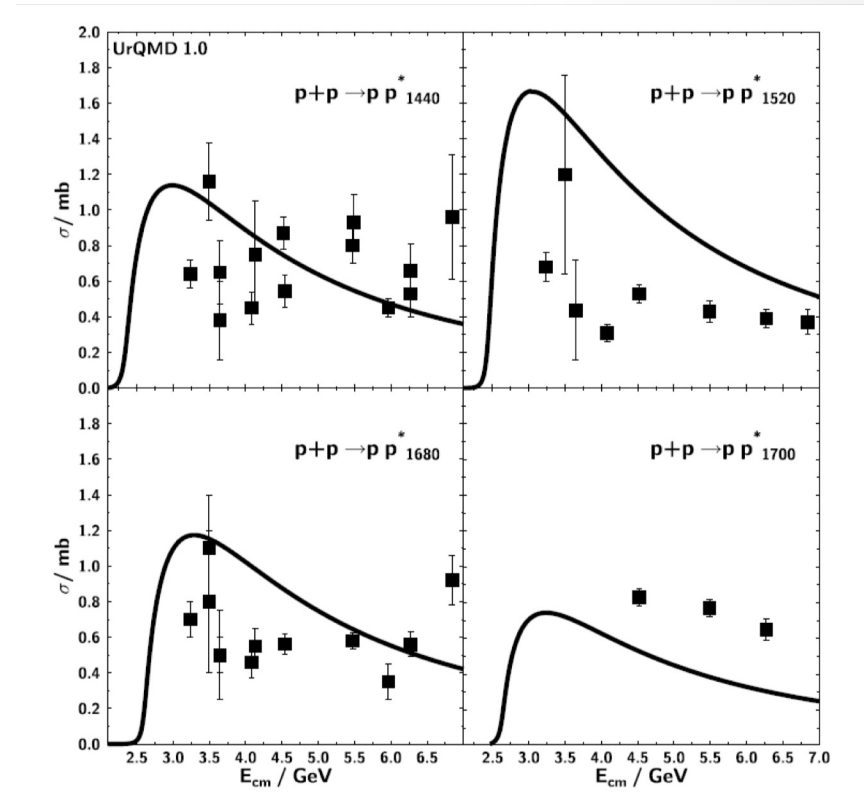 UrQMD 1.0
p+p →p p*1440
p+p →p p*1520
2.0
1.8
1.6
1.4
1.2
1.0
0.8
0.6
0.4
0.2
0.0
σ/ mb
p+p →p p*1680
p+p →p p*1700
1.8
1.6
1.4
1.2
1.0
0.8
0.6
0.4
0.2
0.0
σ/ mb
2.5 3.0 3.5 4.0 4.5 5.0 5.5 6.0 6.5
2.5 3.0 3.5 4.0 4.5 5.0 5.5 6.0 6.5 7.0
Ecm / GeV
Ecm / GeV